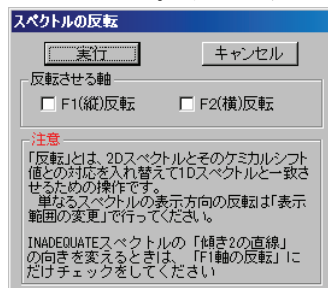 スペクトルの反転
実行 キャンセル
反転させる軸
F1(縦)反転 F2(横)反転
注意
「反転」とは、2Dスペクトルとそのケミカルシフト
値との対応を入れ替えて1Dスペクトルと一致さ
せるための操作です。
単なるスペクトルの表示方向の反転は「表示
範囲の変更」で行ってください。
INADEQUATEスペクトルの「傾き2の直線」
の向きを変えるときは、「F1軸の反転」に
だけチェックをしてください